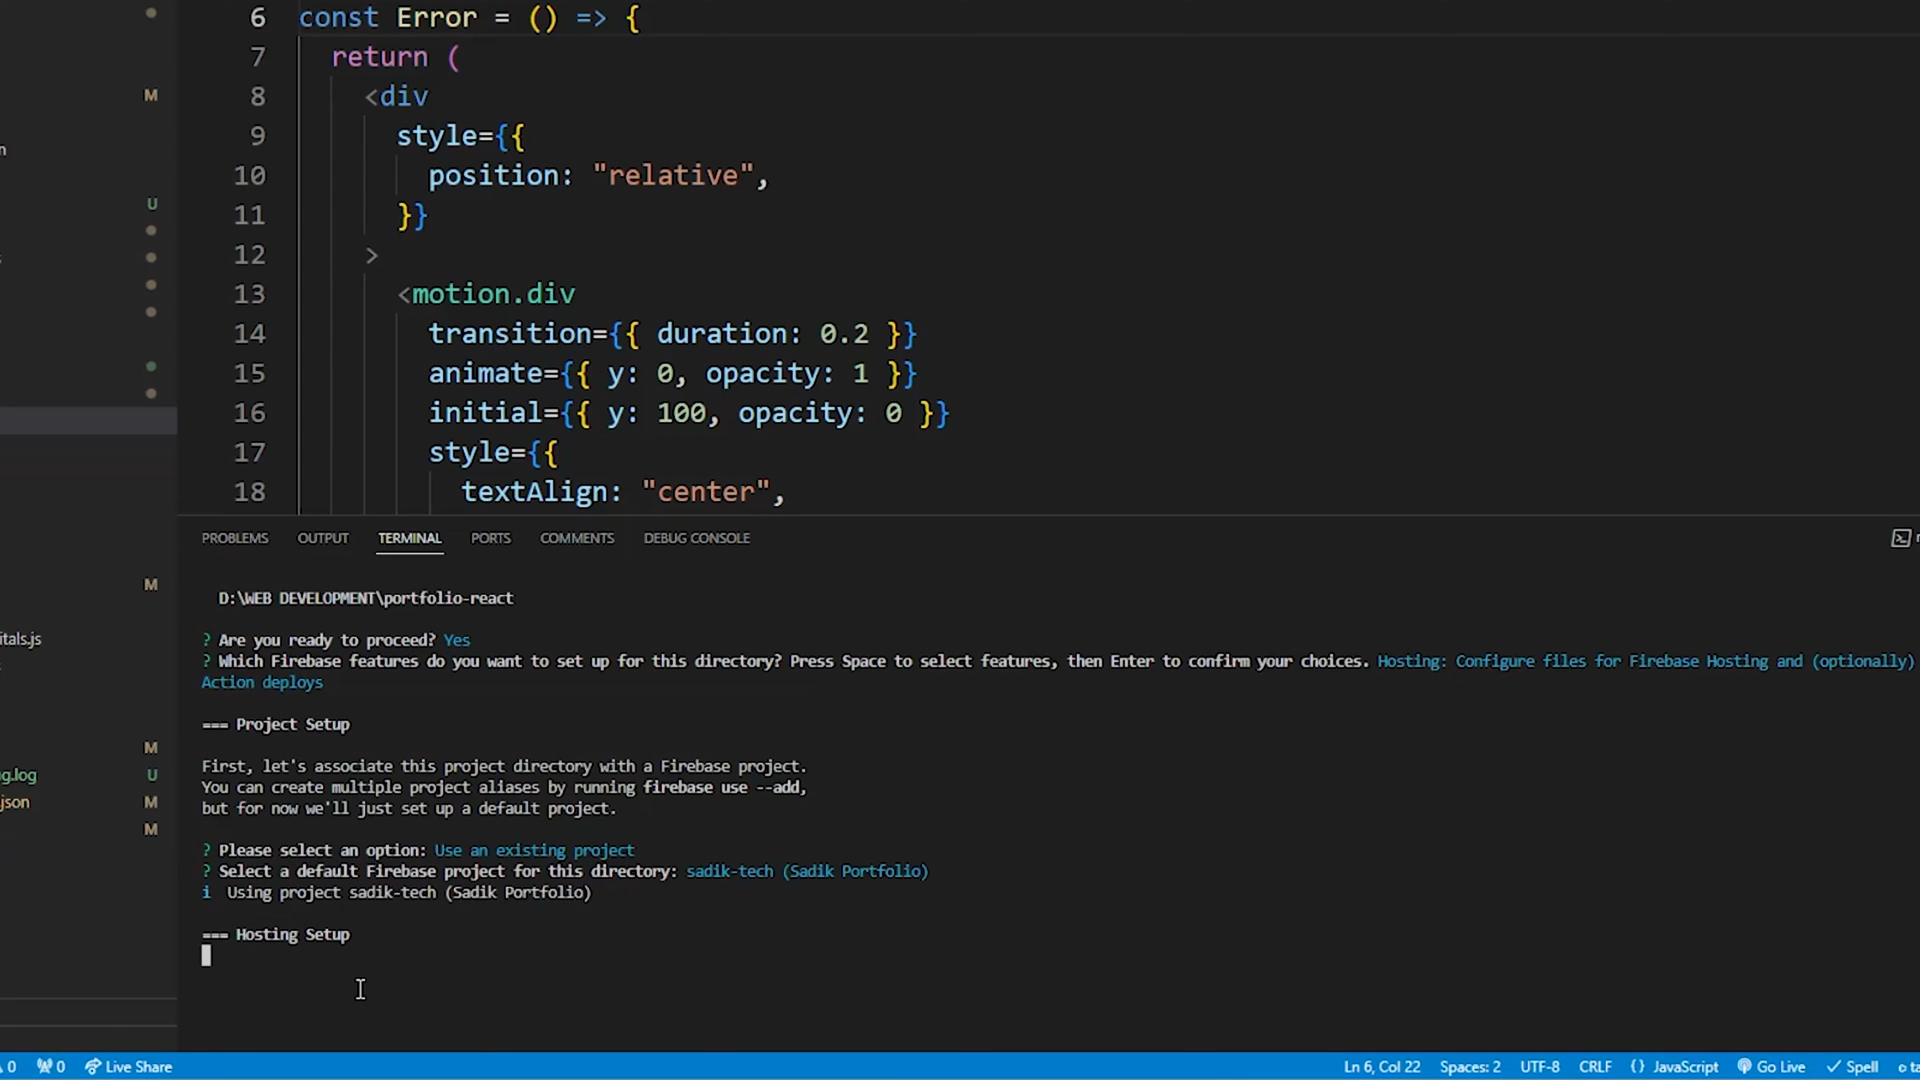 6 const Error = () => {
7 return (
M
8 <div
9 style={{
n
10 position: "relative",
U
11 }}
12 >
13 <motion.div
14 transition={{ duration: 0.2 }}
15 animate={{ y: 0, opacity: 1 }}
16 initial={{ y: 100, opacity: 0 }}
17 style={{
18 textAlign: "center",
PROBLEMS OUTPUT TERMINAL PORTS COMMENTS DEBUG CONSOLE
M
D:\WEB DEVELOPMENT\portfolio-react
itals.js
? Are you ready to proceed? Yes
? Which Firebase features do you want to set up for this directory? Press Space to select features, then Enter to confirm your choices. Hosting: Configure files for Firebase Hosting and (optionally)
Action deploys
=== Project Setup
M
First, let's associate this project directory with a Firebase project.
g.log U
You can create multiple project aliases by running firebase use --add,
json M
but for now we'll just set up a default project.
M
? Please select an option: Use an existing project
? Select a default Firebase project for this directory: sadik-tech (Sadik Portfolio)
i Using project sadik-tech (Sadik Portfolio)
=== Hosting Setup
0 0 Live Share Ln 6, Col 22 Spaces: 2 UTF-8 CRLF {} JavaScript Go Live Spell